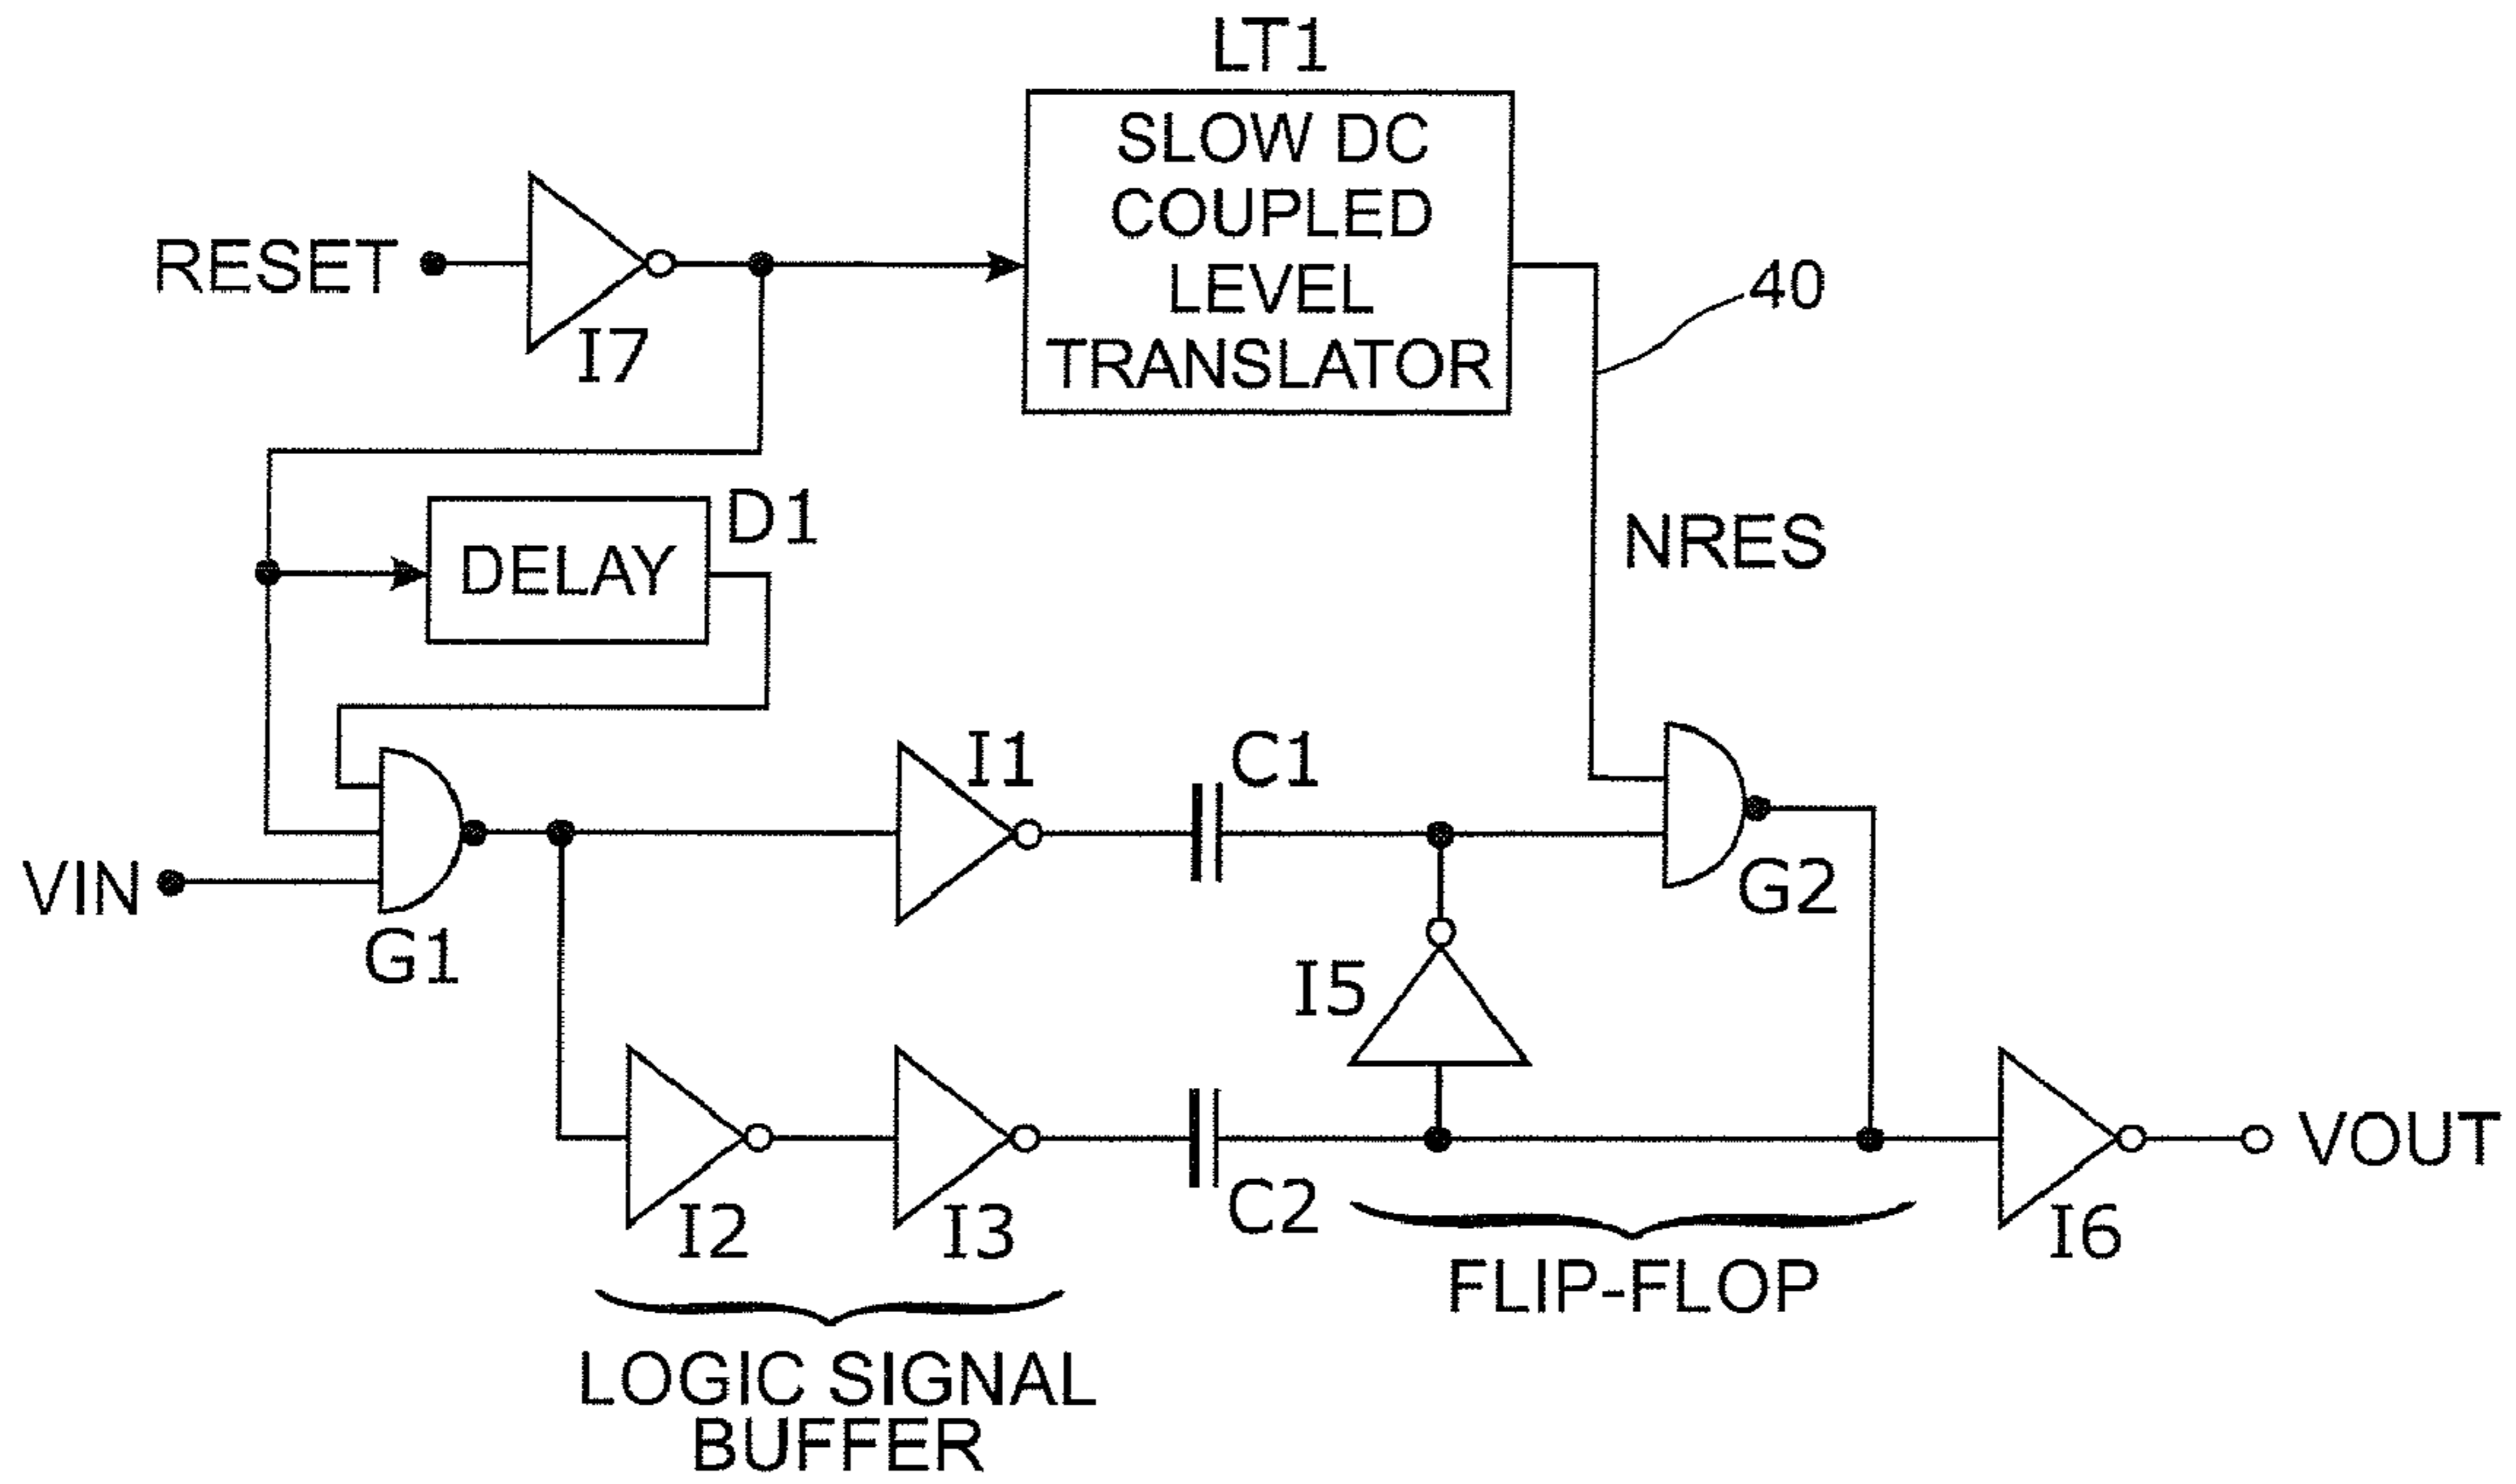 LT1
SLOW DC
COUPLED
LEVEL
TRANSLATOR
RESET
I7
40
D1
DELAY
NRES
I1
C1
VIN
G1
G2
I5
VOUT
I2
I3
C2
I6
FLIP-FLOP
LOGIC SIGNAL
BUFFER